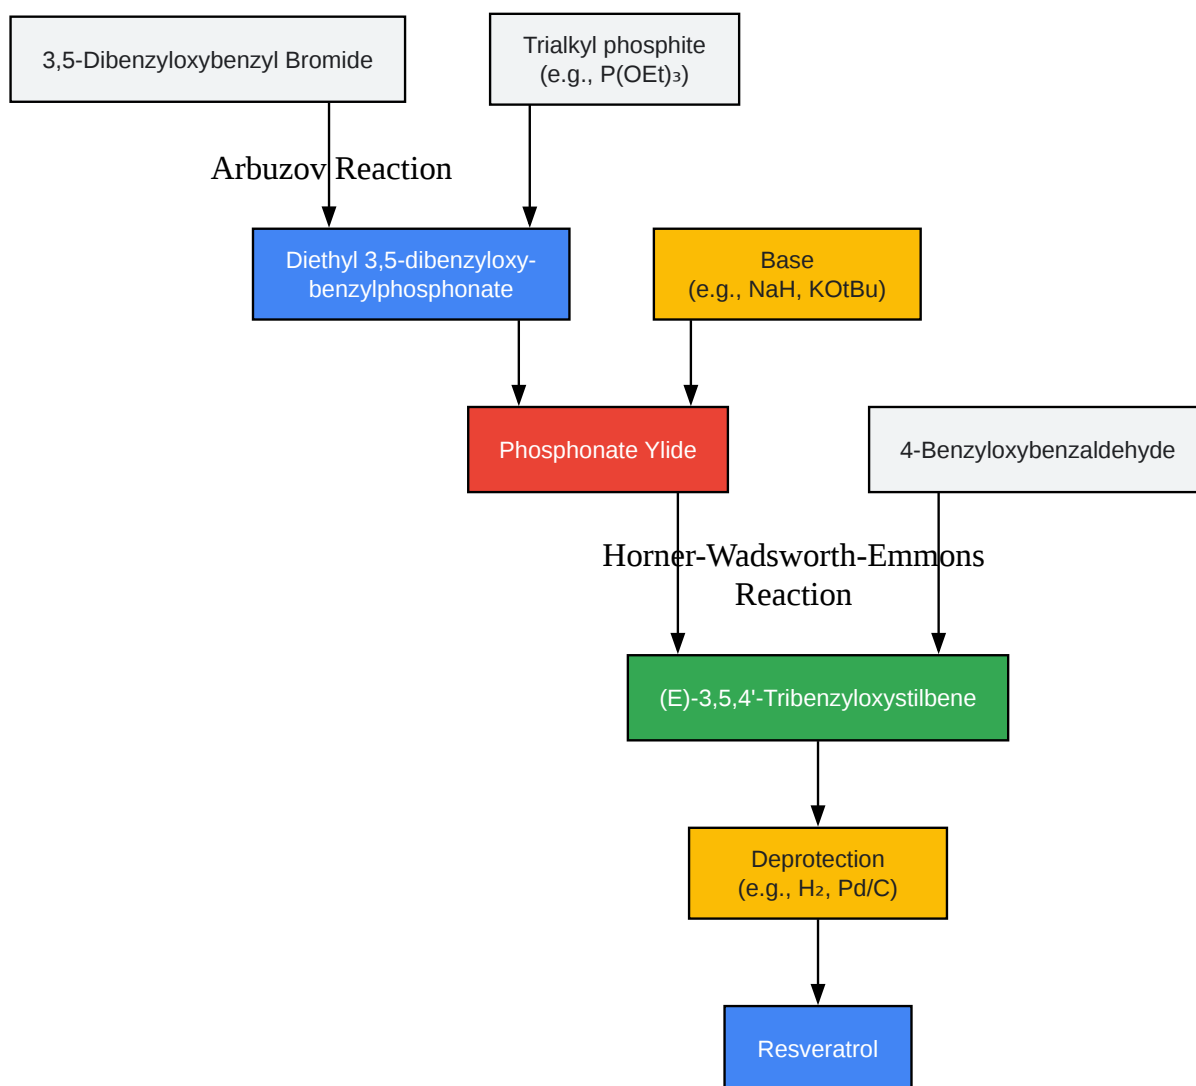 3,5-Dibenzyloxybenzyl Bromide
Trialkyl phosphite
(e.g., P(OEt)₃)
Arbuzov Reaction
Diethyl 3,5-dibenzyloxy-
benzylphosphonate
Base
(e.g., NaH, KOtBu)
Phosphonate Ylide
4-Benzyloxybenzaldehyde
Horner-Wadsworth-Emmons
Reaction
(E)-3,5,4'-Tribenzyloxystilbene
Deprotection
(e.g., H₂, Pd/C)
Resveratrol